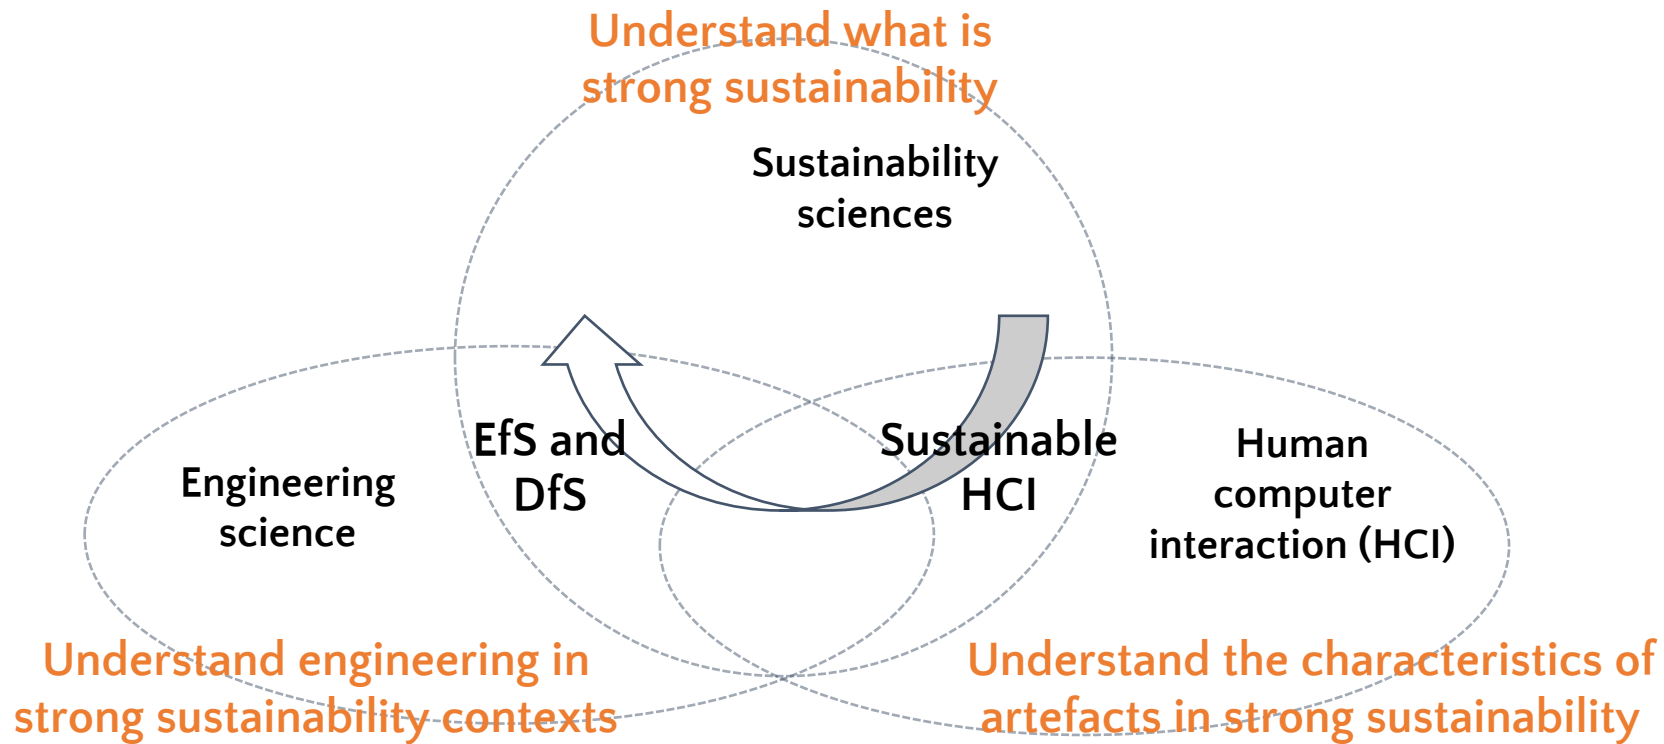 Understand what is
strong sustainability
Sustainability
sciences
EfS and
DfS
Sustainable
HCI
Engineering
science
Human
computer
interaction (HCI)
Understand engineering in
strong sustainability contexts
Understand the characteristics of
artefacts in strong sustainability